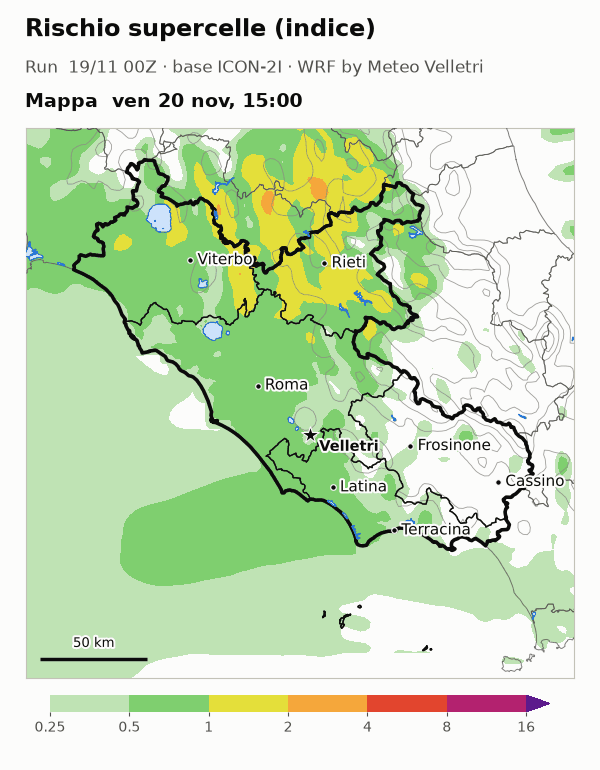 Rischio supercelle (indice)
Run  19/11 00Z · base ICON-2I · WRF by Meteo Velletri
Mappa  ven 20 nov, 15:00
Viterbo
Rieti
Roma
Velletri
Frosinone
Cassino
Latina
Terracina
50 km
0.25 0.5 1 2 4 8 16